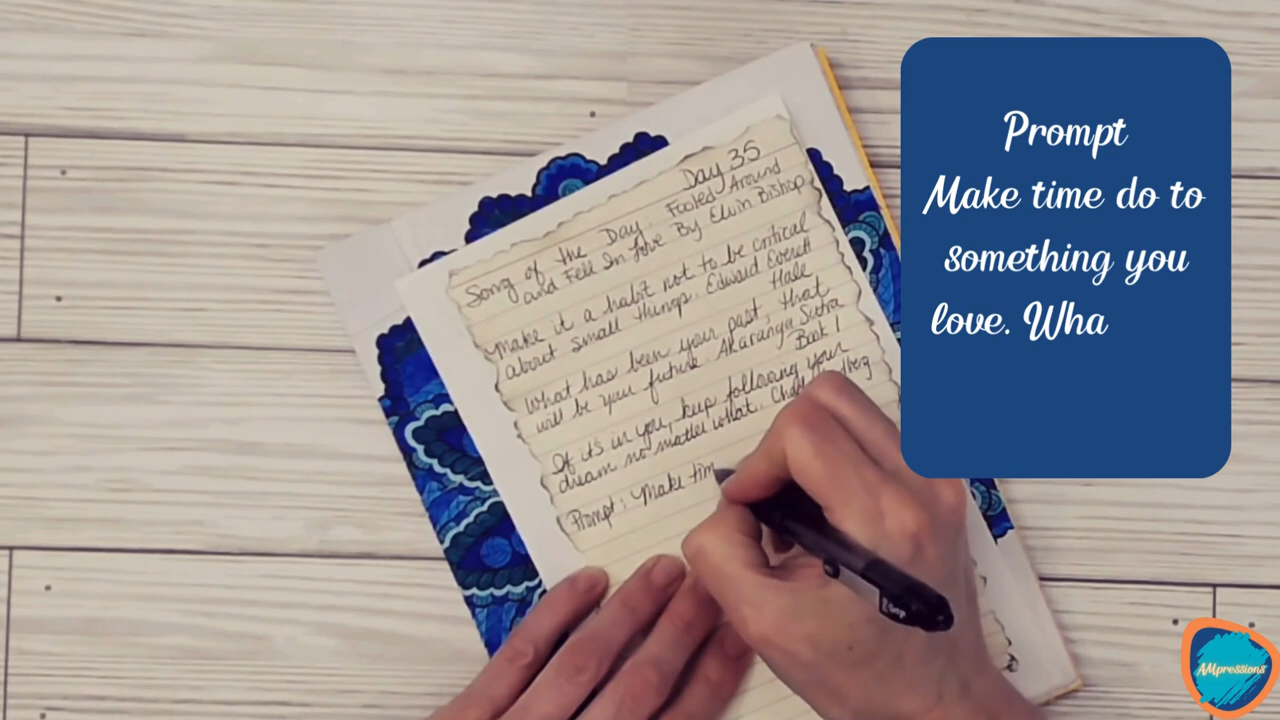 Day 35
Song of the Day: Fooled Around
and Fell In Love By Elvin Bishop
Make it a habit not to be critical
about small things. Edward Everett
Hale
What has been your past, that
will be you future. Akaranga Sutra
Book 1
If it's in you, keep following your
dream no matter what.
Prompt: Make tim
Prompt
Make time do to
something you
love. Wha
AMpressions